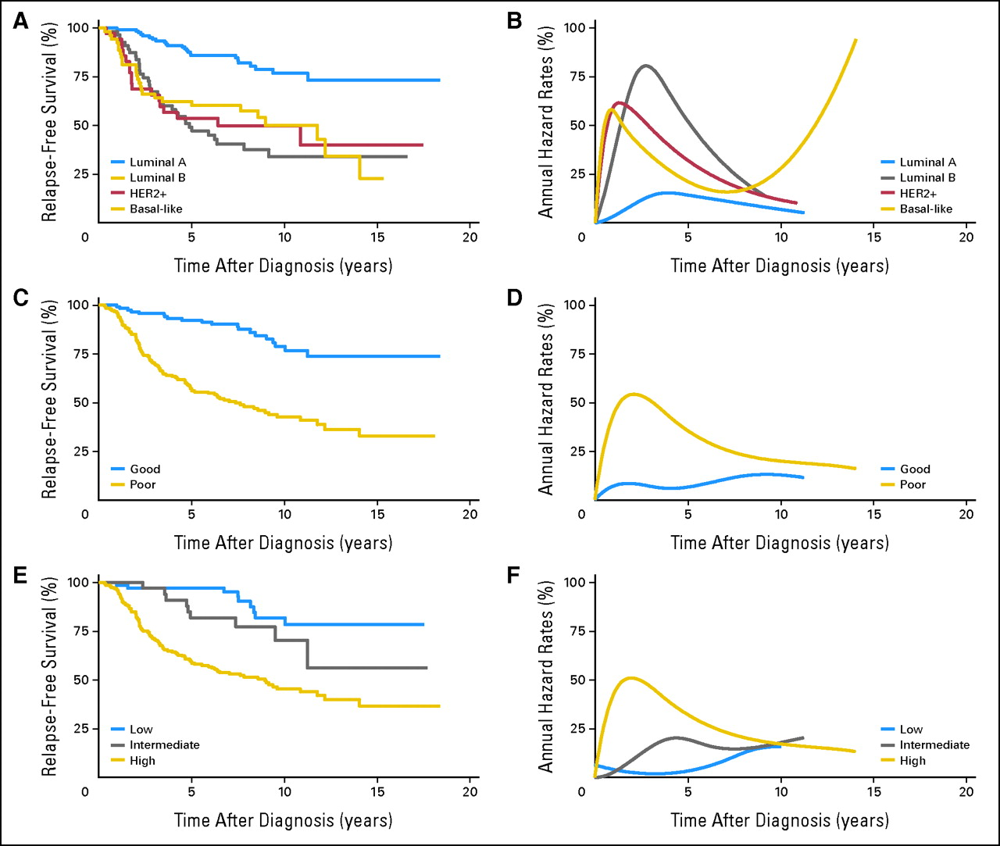 A
Relapse-Free Survival (%)
100
75
50
25
0
5
10
15
20
Luminal A
Luminal B
HER2+
Basal-like
Time After Diagnosis (years)
B
Annual Hazard Rates (%)
100
75
50
25
0
5
10
15
20
Luminal A
Luminal B
HER2+
Basal-like
Time After Diagnosis (years)
C
Relapse-Free Survival (%)
100
75
50
25
0
5
10
15
20
Good
Poor
Time After Diagnosis (years)
D
Annual Hazard Rates (%)
100
75
50
25
0
5
10
15
20
Good
Poor
Time After Diagnosis (years)
E
Relapse-Free Survival (%)
100
75
50
25
0
5
10
15
20
Low
Intermediate
High
Time After Diagnosis (years)
F
Annual Hazard Rates (%)
100
75
50
25
0
5
10
15
20
Low
Intermediate
High
Time After Diagnosis (years)